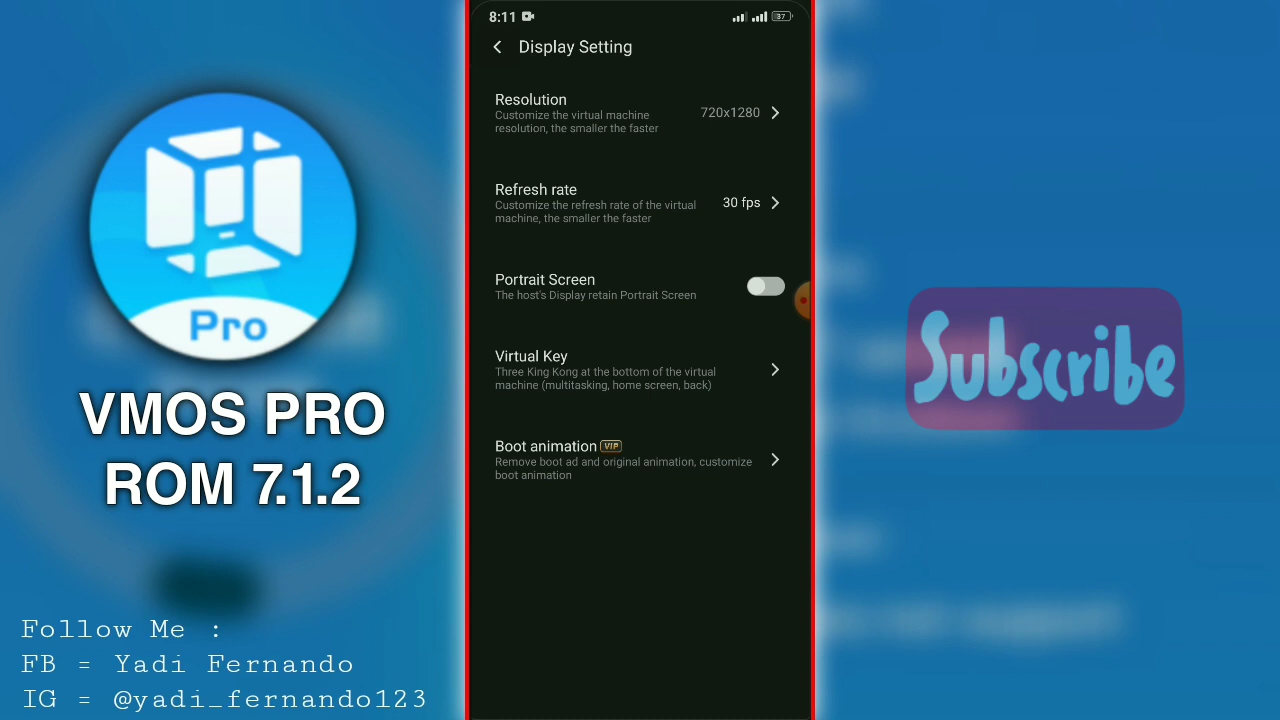 8:11
37
Display Setting
Resolution
Customize the virtual machine
resolution, the smaller the faster
720x1280
Refresh rate
Customize the refresh rate of the virtual
machine, the smaller the faster
30 fps
Portrait Screen
The host's Display retain Portrait Screen
Virtual Key
Three King Kong at the bottom of the virtual
machine (multitasking, home screen, back)
Boot animation VIP
Remove boot ad and original animation, customize
boot animation
Pro
VMOS PRO
ROM 7.1.2
Follow Me :
FB = Yadi Fernando
IG = @yadi_fernando123
Subscribe